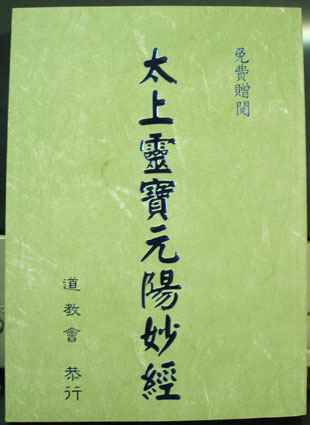 免費贈閱
太上靈寶元陽妙經
道教會 恭行